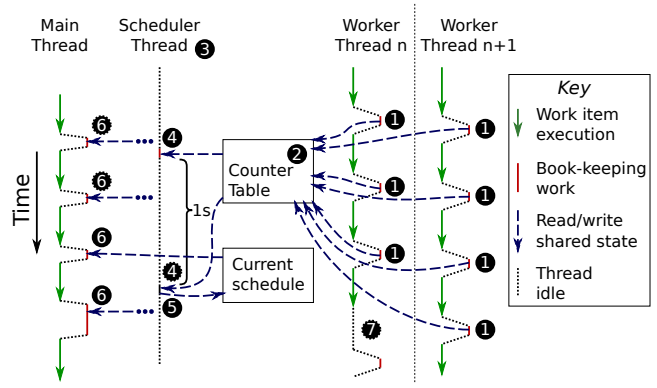 Main
Thread
Scheduler
Thread 3
Worker
Thread n
Worker
Thread n+1
Key
Work item
execution
Book-keeping
work
Read/write
shared state
Thread
idle
Time
6
6
6
6
4
1s
4
5
2
Counter
Table
Current
schedule
1
1
1
7
1
1
1
1